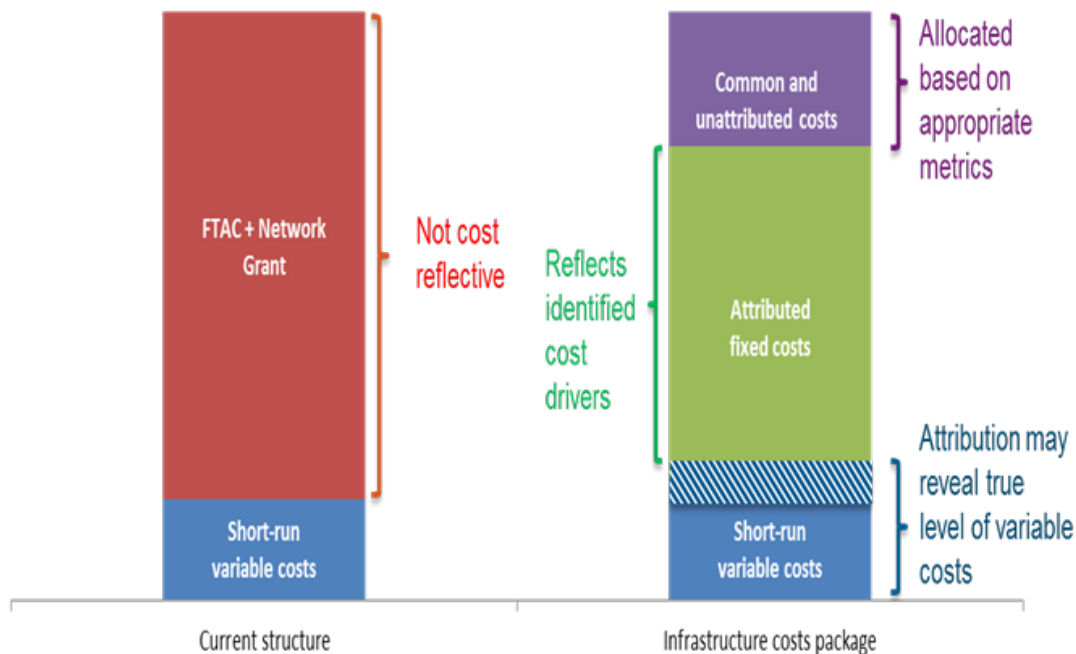 FTAC + Network
Grant
Not cost
reflective
Short-run
variable costs
Current structure
Common and
unattributed costs
Allocated
based on
appropriate
metrics
Reflects
identified
cost
drivers
Attributed
fixed costs
Attribution may
reveal true
level of variable
costs
Short-run
variable costs
Infrastructure costs package